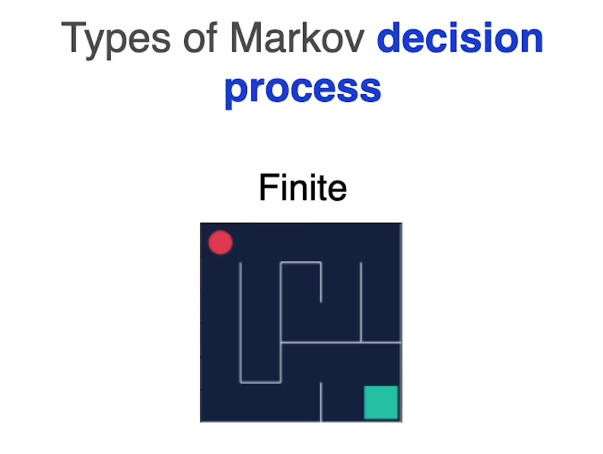 Types of Markov decision
process
Finite